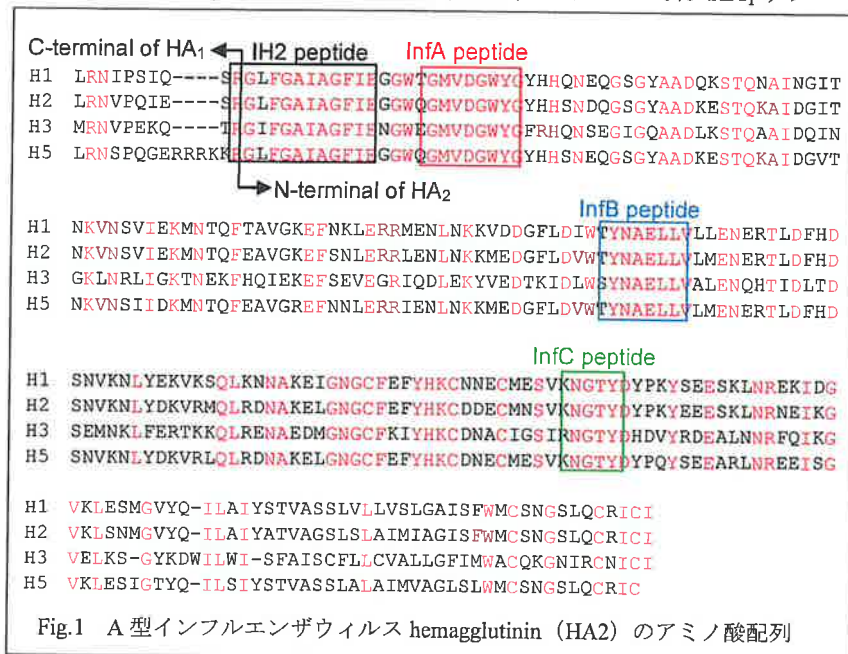 C-terminal of HA1
IH2 peptide
InfA peptide
H1 LRNIPSIQ----SRGLFGAIAGFIEGGWTGMVDGWYGYHHQNEQGSGYAADQKSTQNAINGIT
H2 LRNVPQIE----SRGLFGAIAGFIEGGWQGMVDGWYGYHHSNDQGSGYAADKESTQKAIDGIT
H3 MRNVPEKQ----TRGIFGAIAGFIENGWEGMVDGWYGFRHQNSEGIGQAADLKSTQAAIDQIN
H5 LRNSPQGERRRKKRGLFGAIAGFIEGGWQGMVDGWYGYHHSNEQGSGYAADKESTQKAIDGVT
N-terminal of HA2
InfB peptide
H1 NKVNSVIEKMNTQFTAVGKEFNKLERRMENLNKKVDDGFLDIWTYNAELLVLLENERTLDFHD
H2 NKVNSVIEKMNTQFEAVGKEFSNLERRLENLNKKMEDGFLDVWTYNAELLVLMENERTLDFHD
H3 GKLNRLIGKTNEKFHQIEKEFSEVEGRIQDLEKYVEDTKIDLWSYNAELLVALENQHTIDLTD
H5 NKVNSIIDKMNTQFEAVGREFNNLERRIENLNKKMEDGFLDVWTYNAELLVLMENERTLDFHD
InfC peptide
H1 SNVKNLYEKVKSQLKNNAKEIGNGCFEFYHKCNNECMESVKNGTYDYPKYSEESKLNREKIDG
H2 SNVKNLYDKVRMQLRDNAKELGNGCFEFYHKCDDECMNSVKNGTYDYPKYEEESKLNRNEIKG
H3 SEMNKLFERTKKQLRENAEDMGNGCFKIYHKCDNACIGSIRNGTYDHDVYRDEALNNRFQIKG
H5 SNVKNLYDKVRLQLRDNAKELGNGCFEFYHKCDNECMESVKNGTYDYPQYSEEARLNREEISG
H1 VKLESMGVYQ-ILAIYSTVASSLVLLVSLGAISFWMCSNGSLQCRICI
H2 VKLSNMGVYQ-ILAIYATVAGSLSLAIMIAGISFWMCSNGSLQCRICI
H3 VELKS-GYKDWILWI-SFAISCFLLCVALLGFIMWACQKGNIRCNICI
H5 VKLESIGTYQ-ILSIYSTVASSLALAIMVAGLSLWMCSNGSLQCRIC
Fig.1 A 型インフルエンザウィルス hemagglutinin（HA2）のアミノ酸配列